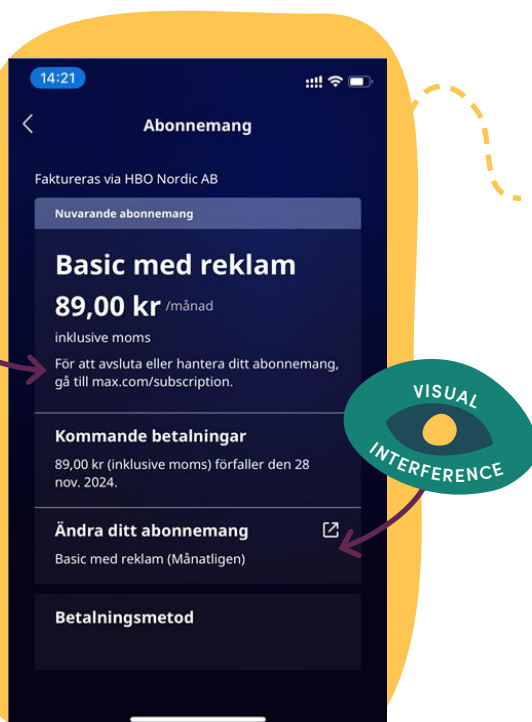 14:21
Abonnemang
Faktureras via HBO Nordic AB
Nuvarande abonnemang
Basic med reklam
89,00 kr /månad
inklusive moms
För att avsluta eller hantera ditt abonnemang,
gå till max.com/subscription.
Kommande betalningar
89,00 kr (inklusive moms) förfaller den 28
nov. 2024.
Ändra ditt abonnemang
Basic med reklam (Månatligen)
Betalningsmetod
VISUAL
INTERFERENCE